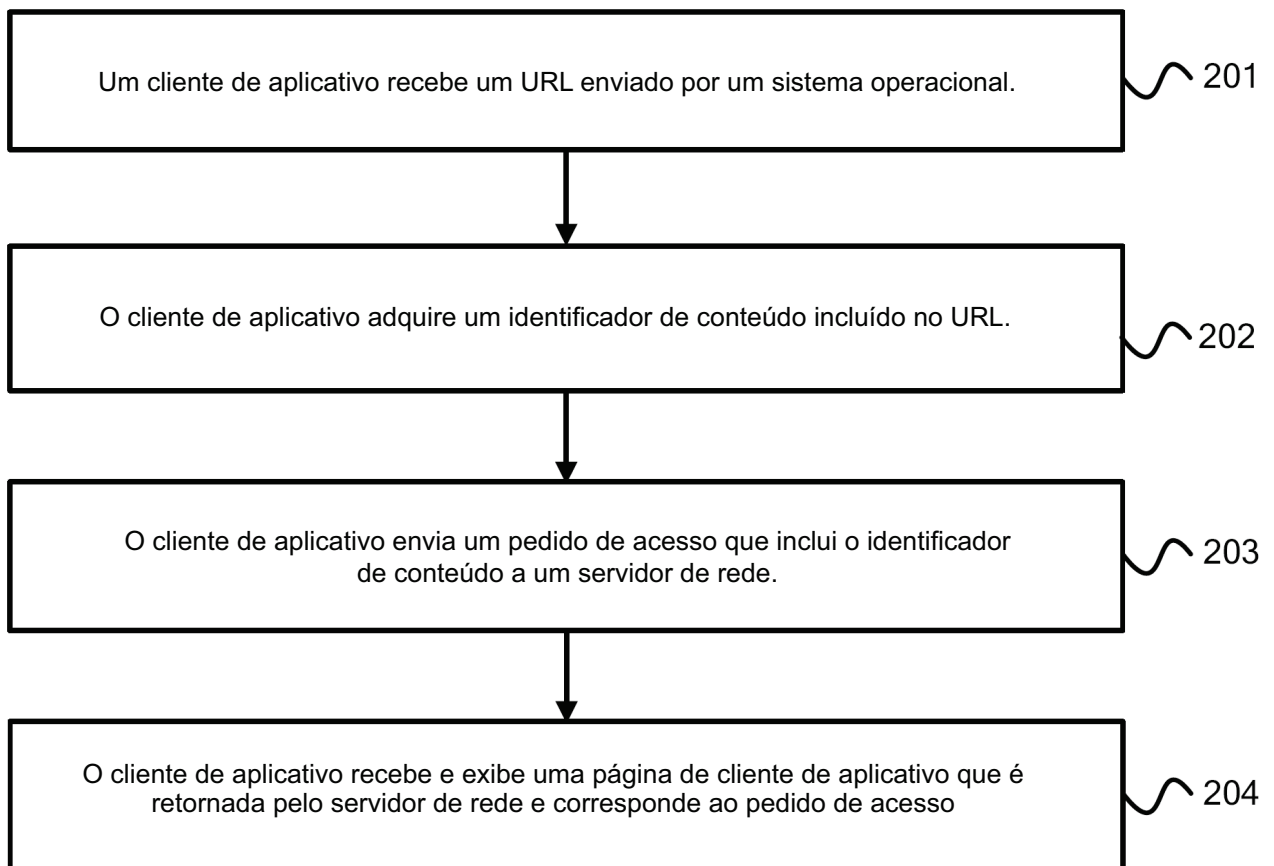 Um cliente de aplicativo recebe um URL enviado por um sistema operacional.
201
O cliente de aplicativo adquire um identificador de conteúdo incluído no URL.
202
O cliente de aplicativo envia um pedido de acesso que inclui o identificador
de conteúdo a um servidor de rede.
203
O cliente de aplicativo recebe e exibe uma página de cliente de aplicativo que é
retornada pelo servidor de rede e corresponde ao pedido de acesso
204